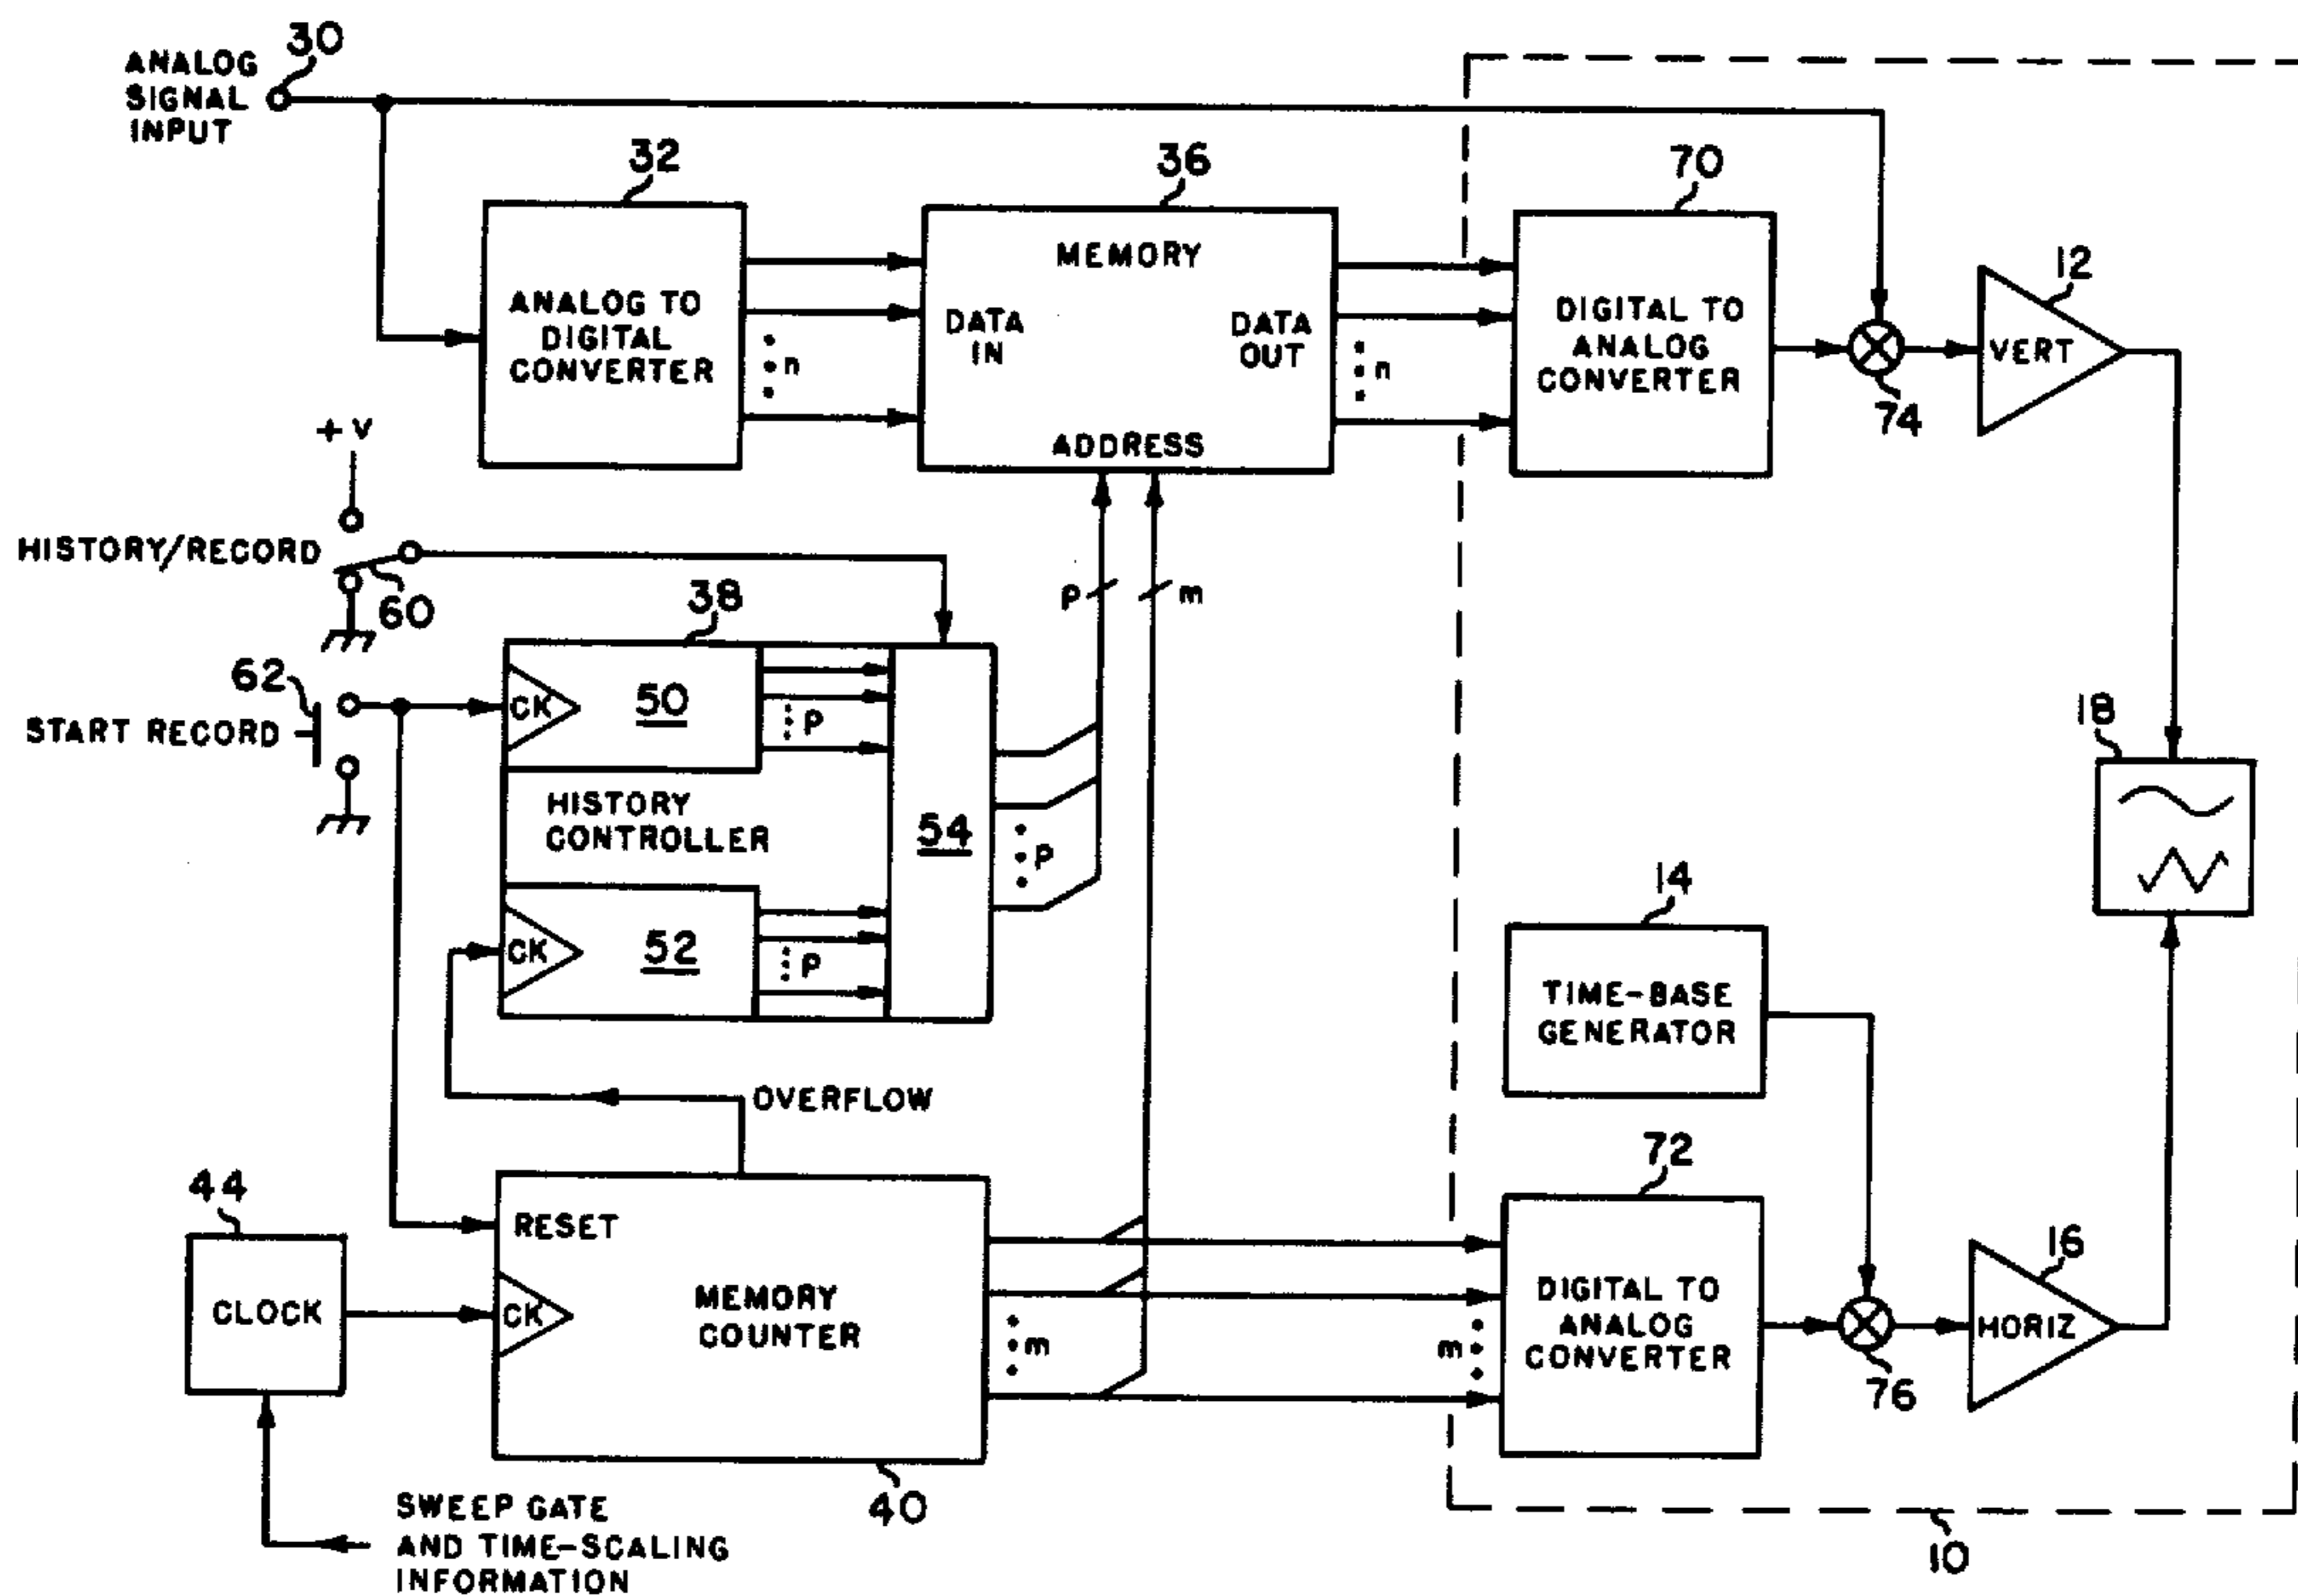 30
ANALOG
SIGNAL
INPUT
32
ANALOG TO
DIGITAL
CONVERTER
n
36
MEMORY
DATA
IN
DATA
OUT
ADDRESS
n
70
DIGITAL TO
ANALOG
CONVERTER
74
12
VERT
+V
HISTORY/RECORD
60
p
m
62
START RECORD
38
CK
50
p
HISTORY
CONTROLLER
54
p
CK
52
p
18
14
TIME-BASE
GENERATOR
OVERFLOW
44
CLOCK
RESET
CK
MEMORY
COUNTER
m
40
72
m
DIGITAL TO
ANALOG
CONVERTER
76
16
HORIZ
SWEEP GATE
AND TIME-SCALING
INFORMATION
10